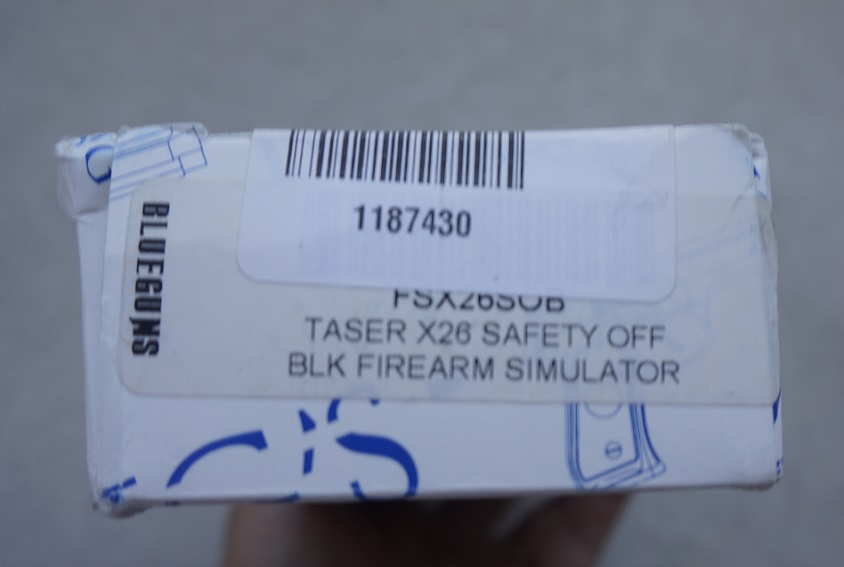 1187430
BLUEGUNS
FSX26SOB
TASER X26 SAFETY OFF
BLK FIREARM SIMULATOR